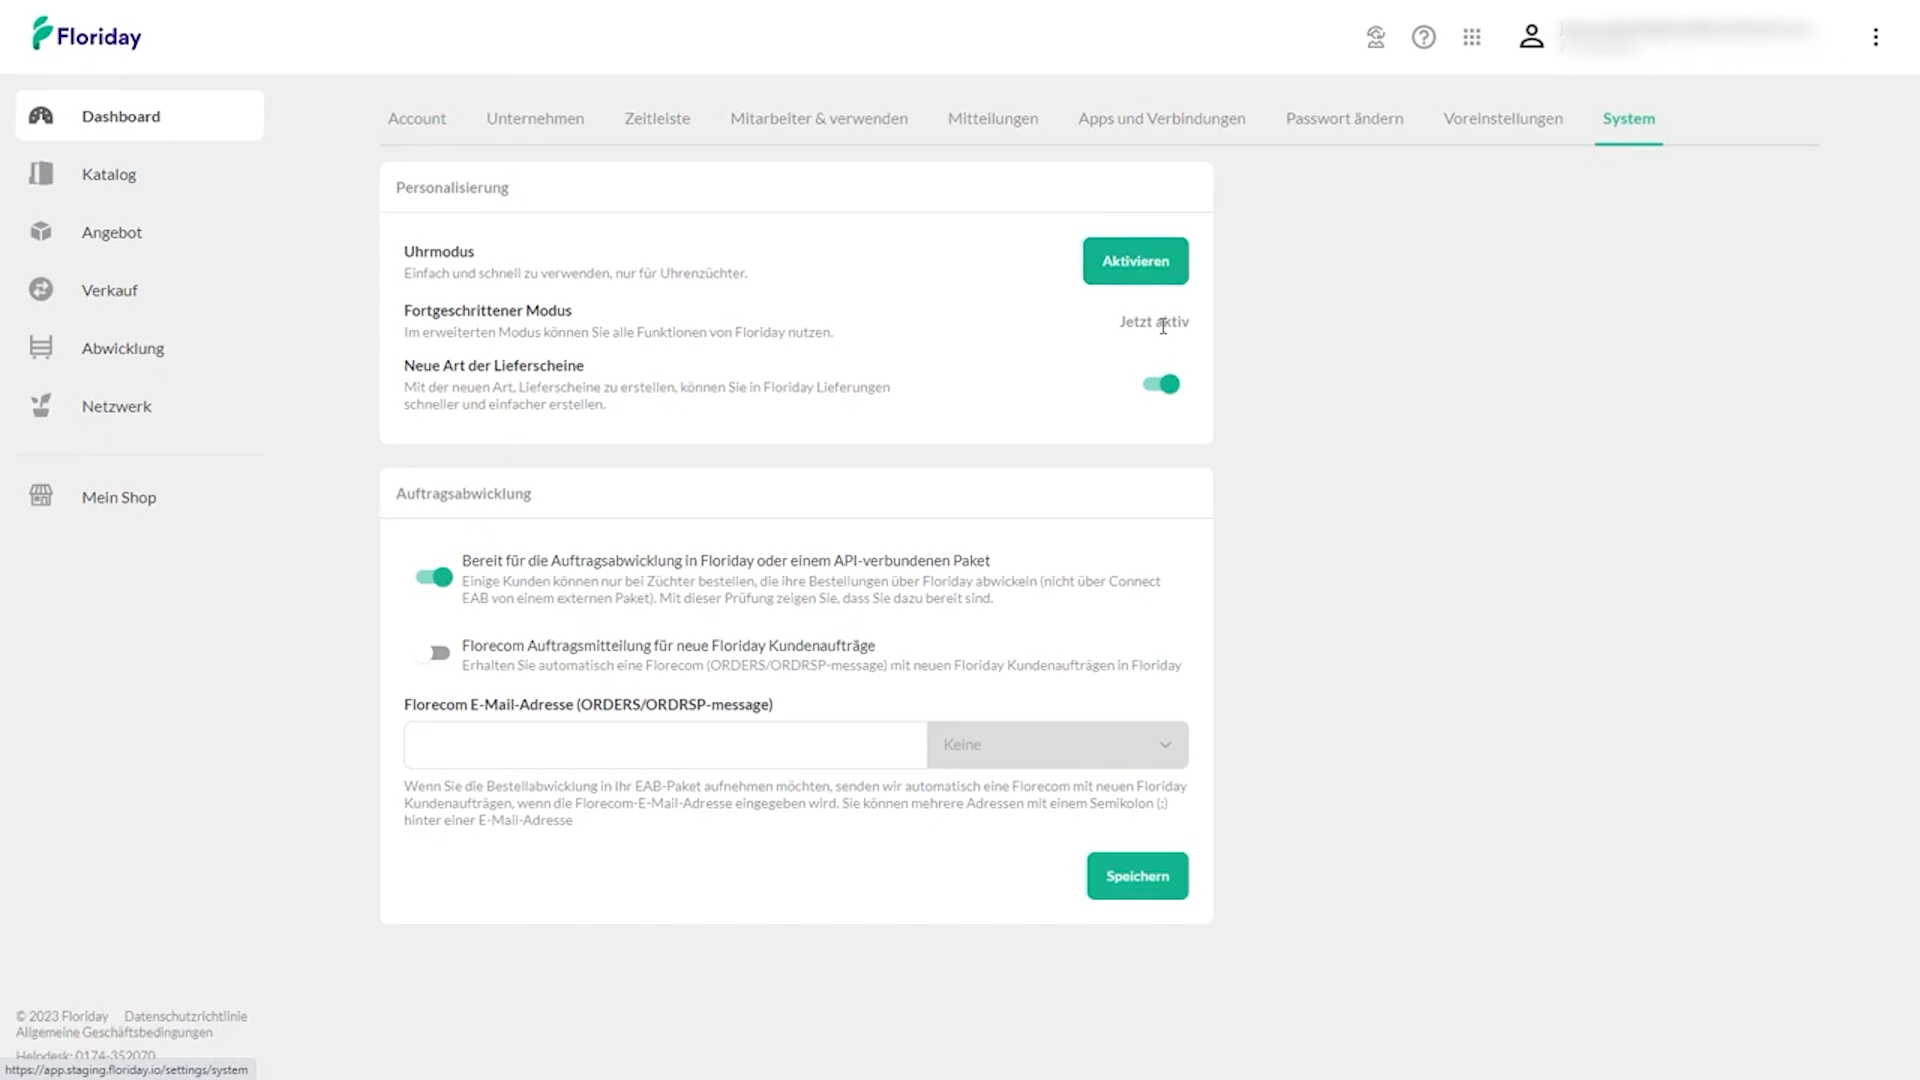 Floriday
Dashboard
Katalog
Angebot
Verkauf
Abwicklung
Netzwerk
Mein Shop
Account Unternehmen Zeitleiste Mitarbeiter & verwenden Mitteilungen Apps und Verbindungen Passwort ändern Voreinstellungen System
Personalisierung
Uhrmodus
Einfach und schnell zu verwenden, nur für Uhrenzüchter.
Aktivieren
Fortgeschrittener Modus
Im erweiterten Modus können Sie alle Funktionen von Floriday nutzen.
Jetzt aktiv
Neue Art der Lieferscheine
Mit der neuen Art, Lieferscheine zu erstellen, können Sie in Floriday Lieferungen
schneller und einfacher erstellen.
Auftragsabwicklung
Bereit für die Auftragsabwicklung in Floriday oder einem API-verbundenen Paket
Einige Kunden können nur bei Züchter bestellen, die ihre Bestellungen über Floriday abwickeln (nicht über Connect
EAB von einem externen Paket). Mit dieser Prüfung zeigen Sie, dass Sie dazu bereit sind.
Florecom Auftragsmitteilung für neue Floriday Kundenaufträge
Erhalten Sie automatisch eine Florecom (ORDERS/ORDRSP-message) mit neuen Floriday Kundenaufträgen in Floriday
Florecom E-Mail-Adresse (ORDERS/ORDRSP-message)
Keine
Wenn Sie die Bestellabwicklung in Ihr EAB-Paket aufnehmen möchten, senden wir automatisch eine Florecom mit neuen Floriday
Kundenaufträgen, wenn die Florecom-E-Mail-Adresse eingegeben wird. Sie können mehrere Adressen mit einem Semikolon (;)
hinter einer E-Mail-Adresse
Speichern
© 2023 Floriday Datenschutzrichtlinie
Allgemeine Geschäftsbedingungen
Helpdesk: 0174-352070
https://app.staging.floriday.io/settings/system